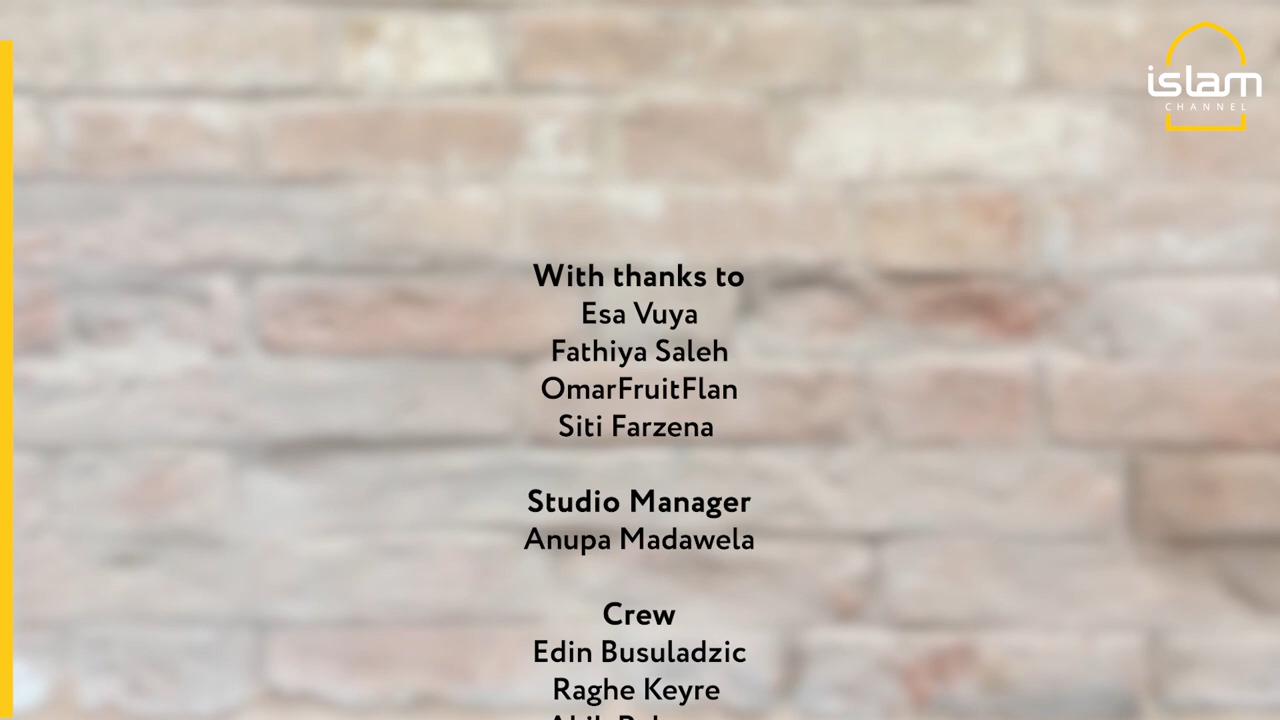 islam
CHANNEL
With thanks to
Esa Vuya
Fathiya Saleh
OmarFruitFlan
Siti Farzena
Studio Manager
Anupa Madawela
Crew
Edin Busuladzic
Raghe Keyre